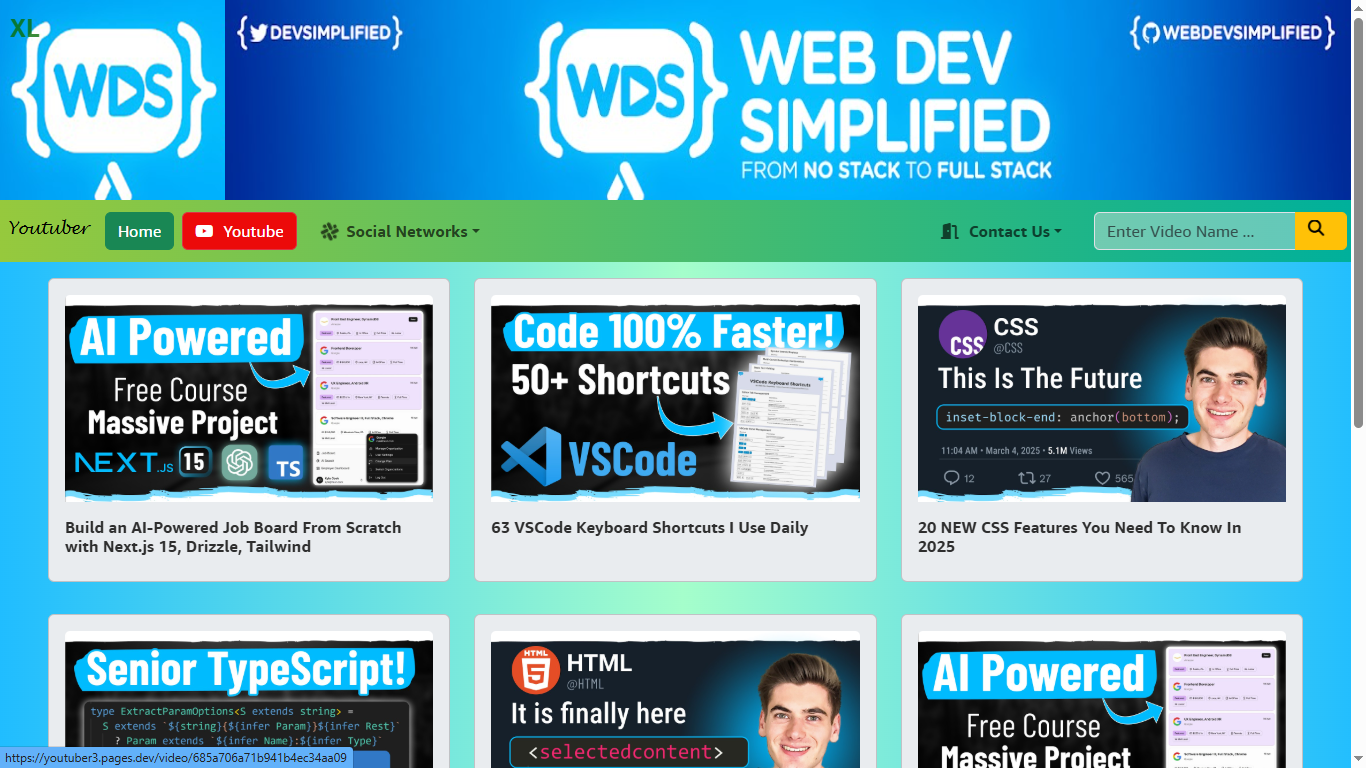 XL
WDS
DEVSIMPLIFIED
WDS
WEB DEV
SIMPLIFIED
FROM NO STACK TO FULL STACK
WEBDEVSIMPLIFIED
Youtuber
Home
Youtube
Social Networks
Contact Us
Enter Video Name ...
AI Powered
Free Course
Massive Project
NEXT.JS 15
TS
Build an AI-Powered Job Board From Scratch
with Next.js 15, Drizzle, Tailwind
Code 100% Faster!
50+ Shortcuts
VSCode Keyboard Shortcuts
VSCode
63 VSCode Keyboard Shortcuts I Use Daily
CSS
CSS
@CSS
This Is The Future
inset-block-end: anchor(bottom);
11:04 AM • March 4, 2025 • 5.1M Views
12
27
565
20 NEW CSS Features You Need To Know In
2025
Senior TypeScript!
type ExtractParamOptions<S extends string> =
S extends `${string}{${infer Param}}${infer Rest}`
? Param extends `${infer Name}:${infer Type}`
HTML
5
HTML
@HTML
It is finally here
<selectedcontent>
AI Powered
Free Course
Massive Project
https://youtuber3.pages.dev/video/685a706a71b941b4ec34aa09